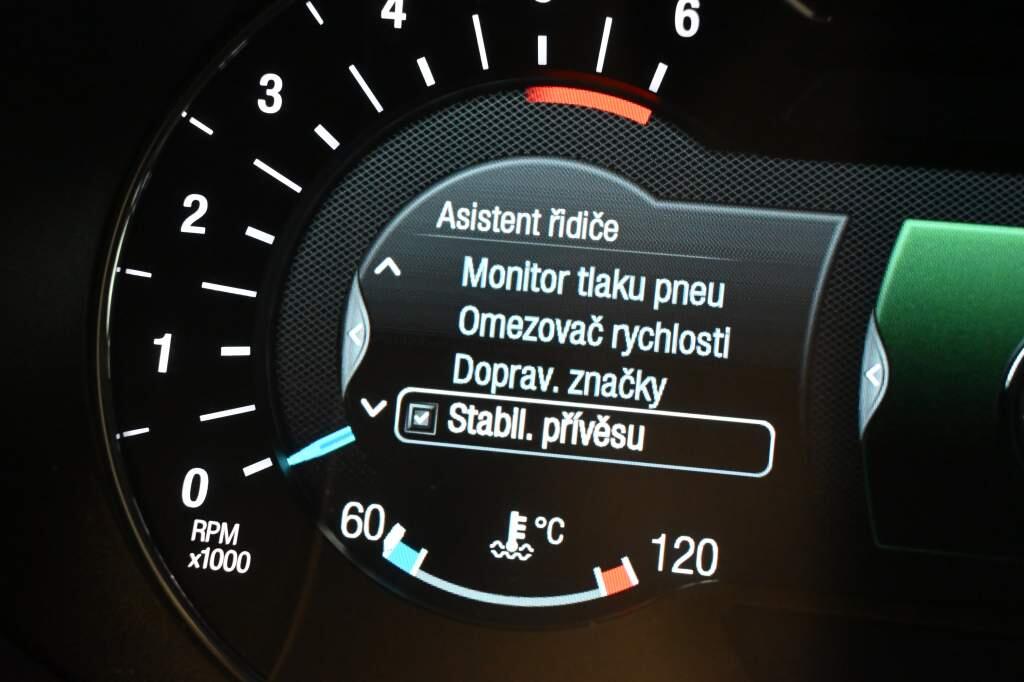 4
6
3
2
1
0
RPM
x1000
Asistent řidiče
Monitor tlaku pneu
Omezovač rychlosti
Doprav. značky
Stabil. přívěsu
60
°C
120